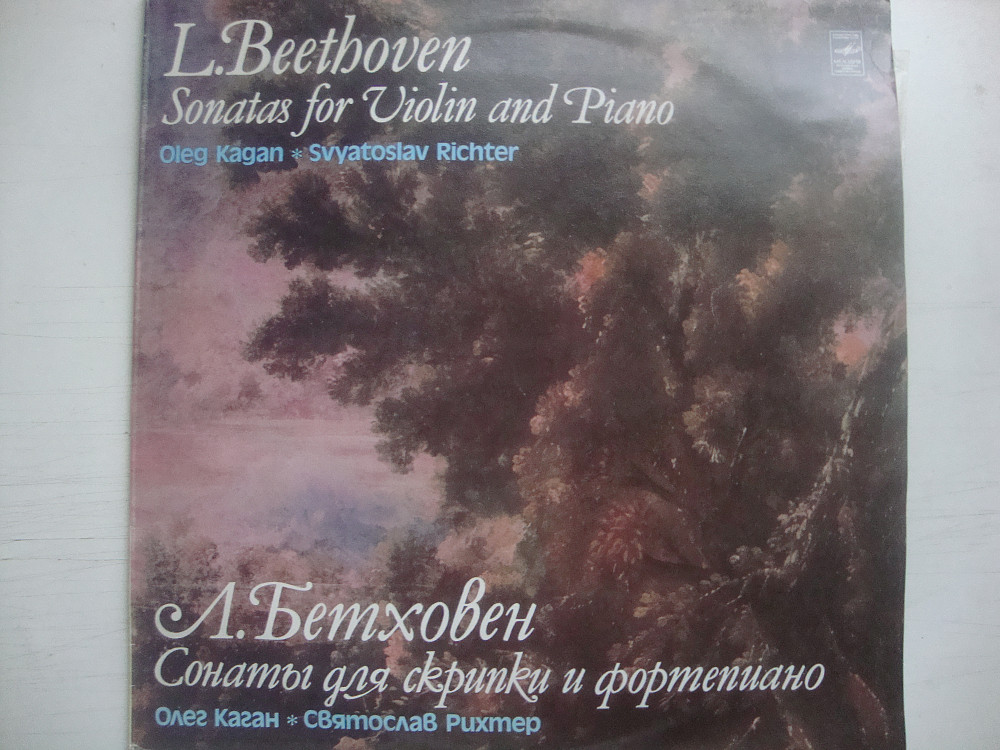 L.Beethoven
Sonatas for Violin and Piano
Oleg Kagan * Svyatoslav Richter
Л.Бетховен
Сонаты для скрипки и фортепиано
Олег Каган * Святослав Рихтер